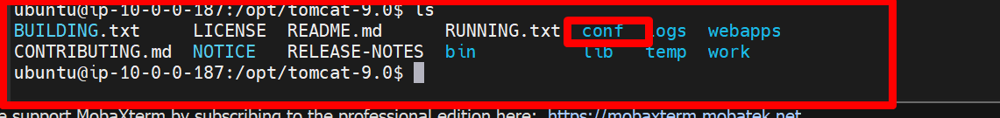 ubuntu@ip-10-0-0-187:/opt/tomcat-9.0$ ls
BUILDING.txt LICENSE README.md RUNNING.txt conf logs webapps
CONTRIBUTING.md NOTICE RELEASE-NOTES bin lib temp work
ubuntu@ip-10-0-0-187:/opt/tomcat-9.0$
e support MobaXterm by subscribing to the professional edition here: https://mobaxterm.mobatek.net